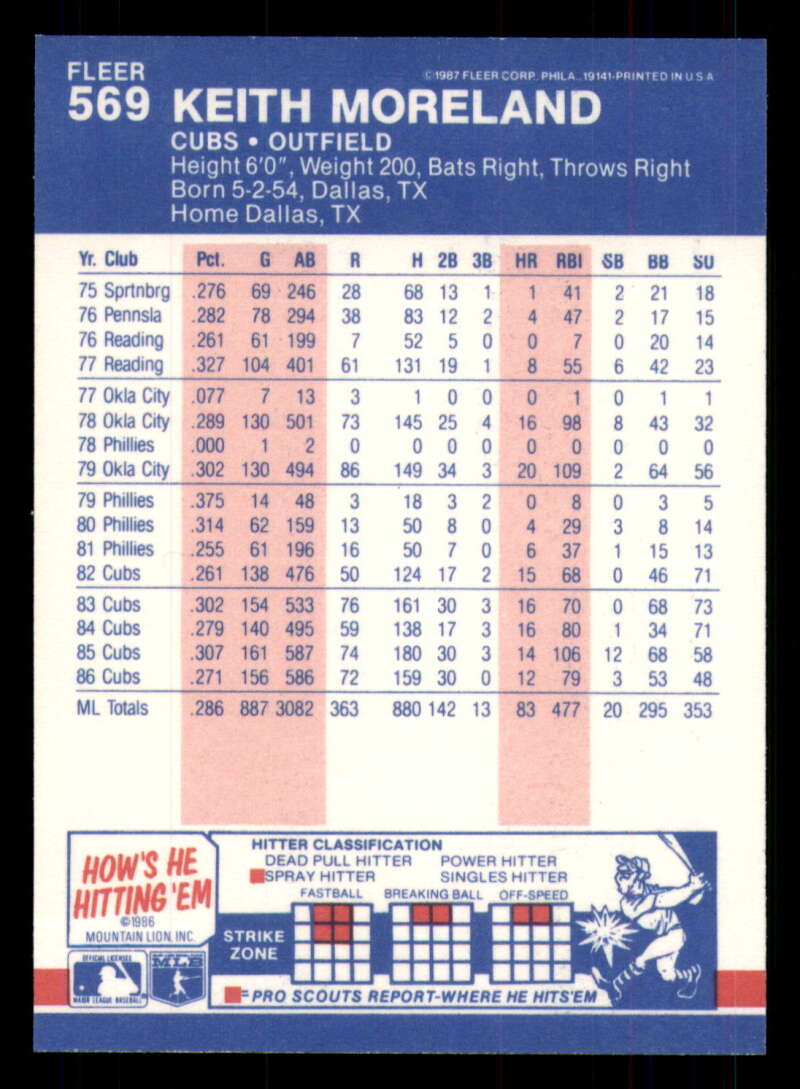 FLEER
©1987 FLEER CORP. PHILA., 19141-PRINTED IN U S A
569 KEITH MORELAND
CUBS • OUTFIELD
Height 6'0", Weight 200, Bats Right, Throws Right
Born 5-2-54, Dallas, TX
Home Dallas, TX
Yr. Club Pct. G AB R H 2B 3B HR RBI SB BB SO
75 Sprtnbrg .276 69 246 28 68 13 1 1 41 2 21 18
76 Pennsla .282 78 294 38 83 12 2 4 47 2 17 15
76 Reading .261 61 199 7 52 5 0 0 7 0 20 14
77 Reading .327 104 401 61 131 19 1 8 55 6 42 23
77 Okla City .077 7 13 3 1 0 0 0 1 0 1 1
78 Okla City .289 130 501 73 145 25 4 16 98 8 43 32
78 Phillies .000 1 2 0 0 0 0 0 0 0 0 0
79 Okla City .302 130 494 86 149 34 3 20 109 2 64 56
79 Phillies .375 14 48 3 18 3 2 0 8 0 3 5
80 Phillies .314 62 159 13 50 8 0 4 29 3 8 14
81 Phillies .255 61 196 16 50 7 0 6 37 1 15 13
82 Cubs .261 138 476 50 124 17 2 15 68 0 46 71
83 Cubs .302 154 533 76 161 30 3 16 70 0 68 73
84 Cubs .279 140 495 59 138 17 3 16 80 1 34 71
85 Cubs .307 161 587 74 180 30 3 14 106 12 68 58
86 Cubs .271 156 586 72 159 30 0 12 79 3 53 48
ML Totals .286 887 3082 363 880 142 13 83 477 20 295 353
HOW'S HE
HITTING 'EM
©1986
MOUNTAIN LION, INC.
HITTER CLASSIFICATION
DEAD PULL HITTER POWER HITTER
SPRAY HITTER SINGLES HITTER
FASTBALL BREAKING BALL OFF-SPEED
STRIKE
ZONE
=PRO SCOUTS REPORT-WHERE HE HITS'EM
OFFICIAL LICENSEE
MAJOR LEAGUE BASEBALL
MLB